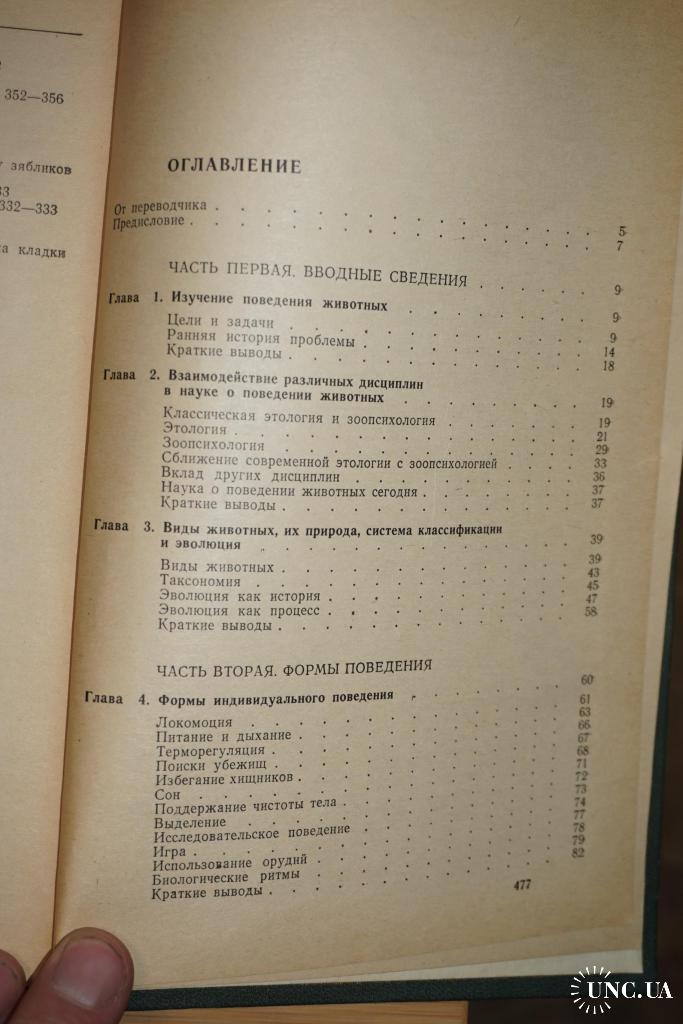 352—356
зябликов
332—333
кладки
ОГЛАВЛЕНИЕ
От переводчика . . . . . . . . . . 5
Предисловие . . . . . . . . . . 7
ЧАСТЬ ПЕРВАЯ. ВВОДНЫЕ СВЕДЕНИЯ . . . . . 9
Глава 1. Изучение поведения животных . . . . . 9
Цели и задачи . . . . . . . . . . 9
Ранняя история проблемы . . . . . . . . 14
Краткие выводы . . . . . . . . . . 18
Глава 2. Взаимодействие различных дисциплин
в науке о поведении животных . . . . . . 19
Классическая этология и зоопсихология . . . . . 19
Этология . . . . . . . . . . 21
Зоопсихология . . . . . . . . . . 29
Сближение современной этологии с зоопсихологией . . . . 33
Вклад других дисциплин . . . . . . . . 36
Наука о поведении животных сегодня . . . . . . 37
Краткие выводы . . . . . . . . . . 37
Глава 3. Виды животных, их природа, система классификации
и эволюция . . . . . . . . . . 39
Виды животных . . . . . . . . . . 39
Таксономия . . . . . . . . . . 43
Эволюция как история . . . . . . . . 45
Эволюция как процесс . . . . . . . . 47
Краткие выводы . . . . . . . . . . 58
ЧАСТЬ ВТОРАЯ. ФОРМЫ ПОВЕДЕНИЯ
60
Глава 4. Формы индивидуального поведения . . . . . 61
Локомоция . . . . . . . . . . 63
Питание и дыхание . . . . . . . . . . 66
Терморегуляция . . . . . . . . . . 67
Поиски убежищ . . . . . . . . . . 68
Избегание хищников . . . . . . . . . . 71
Сон . . . . . . . . . . 72
Поддержание чистоты тела . . . . . . . . 73
Выделение . . . . . . . . . . 74
Исследовательское поведение . . . . . . . . 77
Игра . . . . . . . . . . 78
Использование орудий . . . . . . . . 79
Биологические ритмы . . . . . . . . 82
Краткие выводы . . . . . . . .
477
UNC.UA